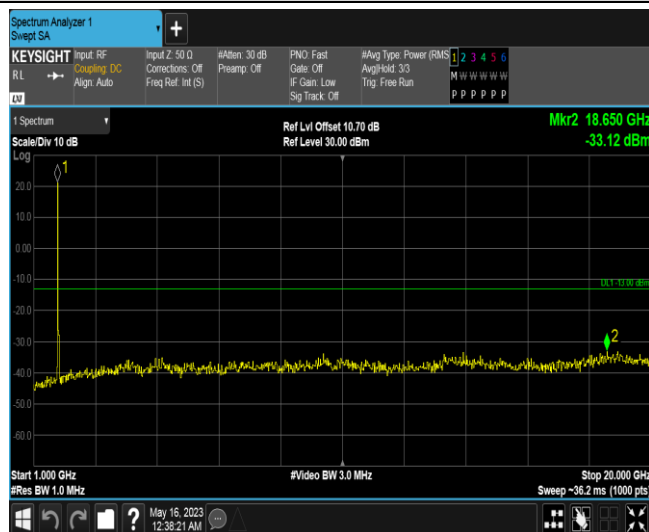 Spectrum Analyzer 1
Swept SA
+
KEYSIGHT
RL
LXI
Input: RF
Coupling: DC
Align: Auto
Input Z: 50 Ω
Corrections: Off
Freq Ref: Int (S)
#Atten: 30 dB
Preamp: Off
PNO: Fast
Gate: Off
IF Gain: Low
Sig Track: Off
#Avg Type: Power (RMS
Avg|Hold: 3/3
Trig: Free Run
1 2 3 4 5 6
M W W W W W
P P P P P P
1 Spectrum
Scale/Div 10 dB
Log
Ref Lvl Offset 10.70 dB
Ref Level 30.00 dBm
Mkr2 18.650 GHz
-33.12 dBm
1
20.0
10.0
0.00
-10.0
DL1 -13.00 dBm
-20.0
-30.0
2
-40.0
-50.0
-60.0
Start 1.000 GHz
#Video BW 3.0 MHz
Stop 20.000 GHz
#Res BW 1.0 MHz
Sweep ~36.2 ms (1000 pts)
?
May 16, 2023
12:38:21 AM